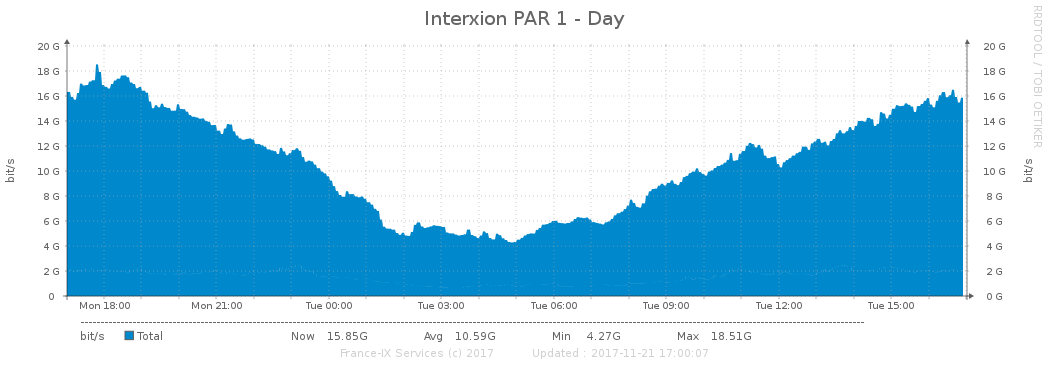 Interxion PAR 1 - Day
RRDTOOL / TOBI OETIKER
20 G 20 G
18 G 18 G
16 G 16 G
14 G 14 G
12 G 12 G
10 G 10 G
8 G 8 G
6 G 6 G
4 G 4 G
2 G 2 G
0 0 G
bit/s
bit/s
Mon 18:00 Mon 21:00 Tue 00:00 Tue 03:00 Tue 06:00 Tue 09:00 Tue 12:00 Tue 15:00
bit/s Total Now 15.85G Avg 10.59G Min 4.27G Max 18.51G
France-IX Services (c) 2017 Updated : 2017-11-21 17:00:07